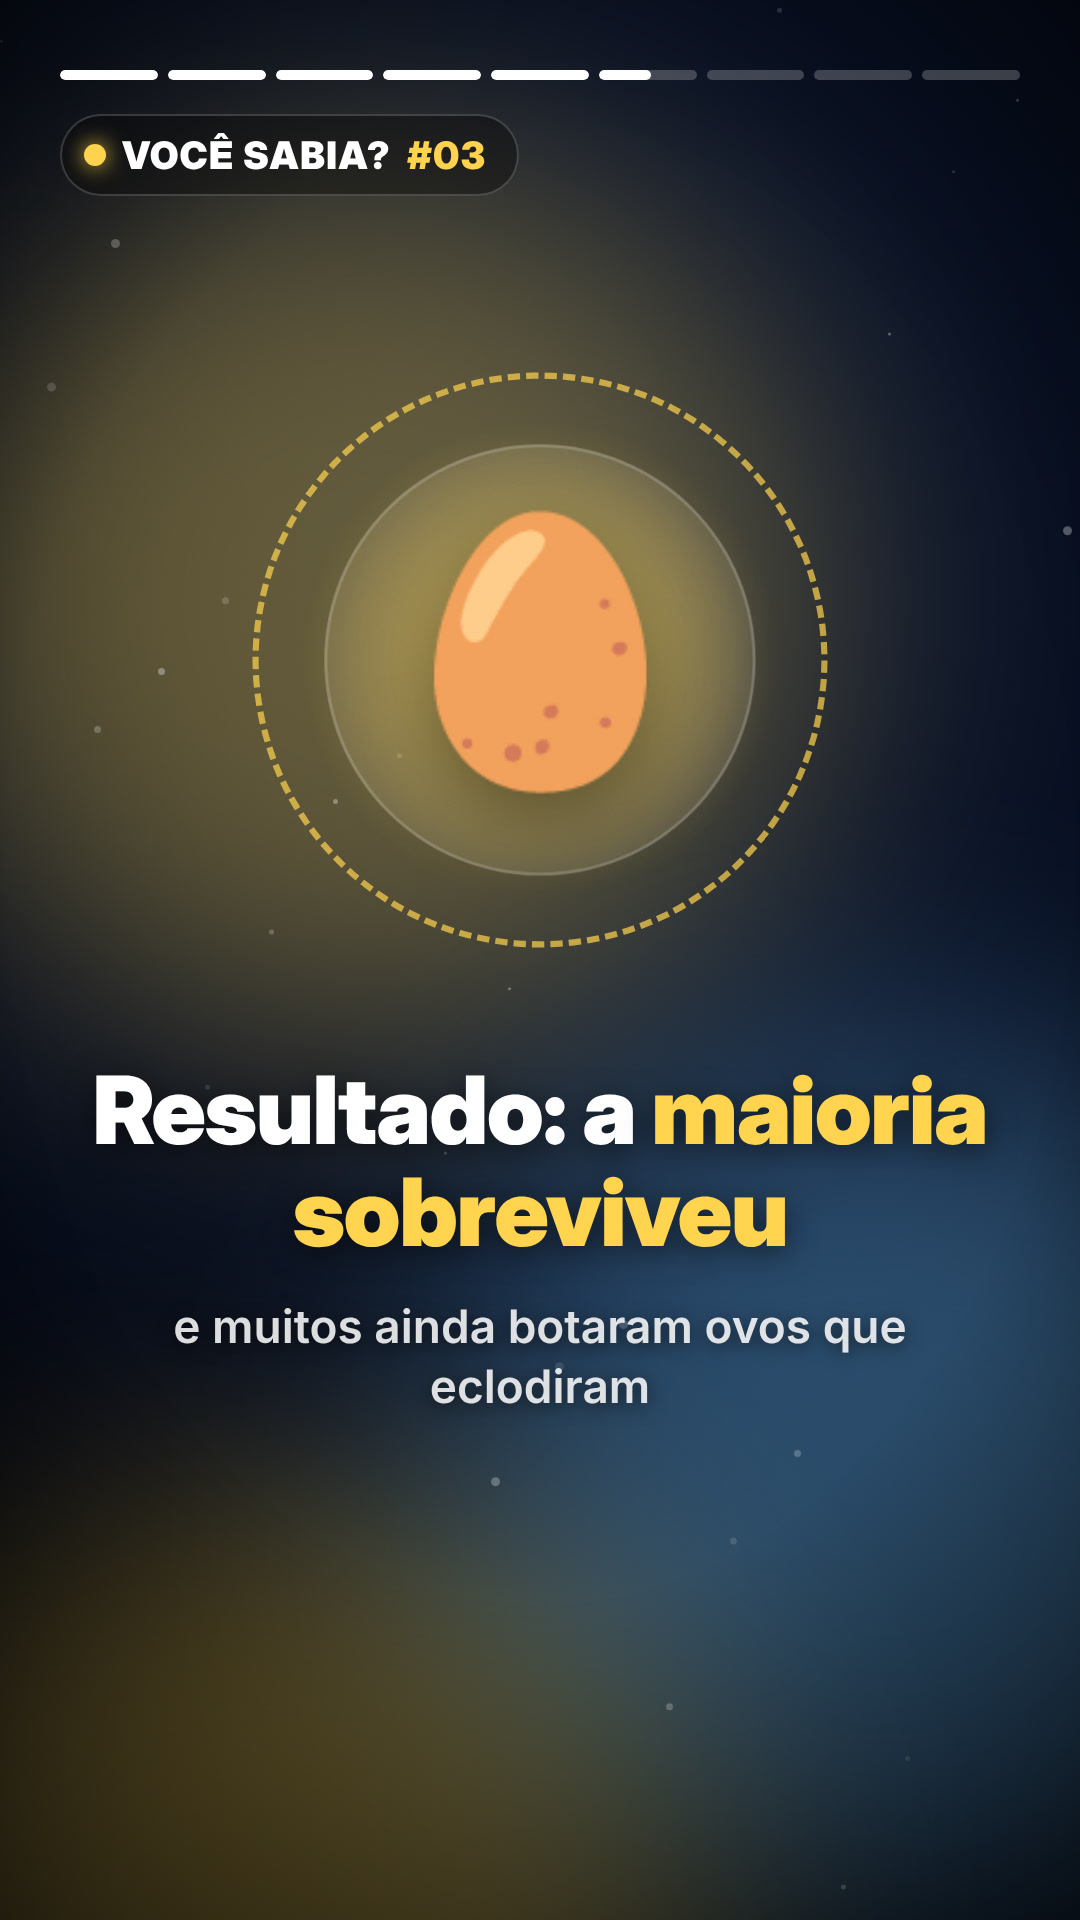 VOCÊ SABIA? #03
Resultado: a maioria
sobreviveu
e muitos ainda botaram ovos que
eclodiram